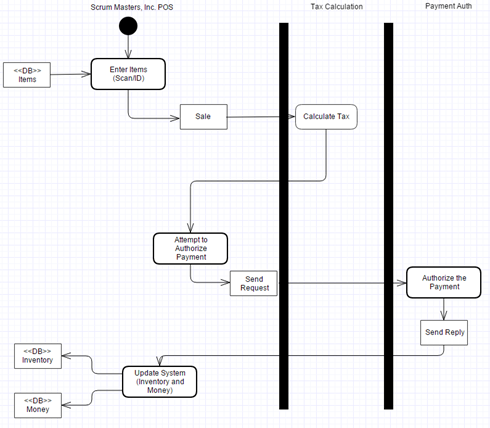 Scrum Masters, Inc. POS
Tax Calculation
Payment Auth
<<DB>>
Items
Enter Items
(Scan/ID)
Sale
Calculate Tax
Attempt to
Authorize
Payment
Send
Request
Authorize the
Payment
Send Reply
<<DB>>
Inventory
Update System
(Inventory and
Money)
<<DB>>
Money